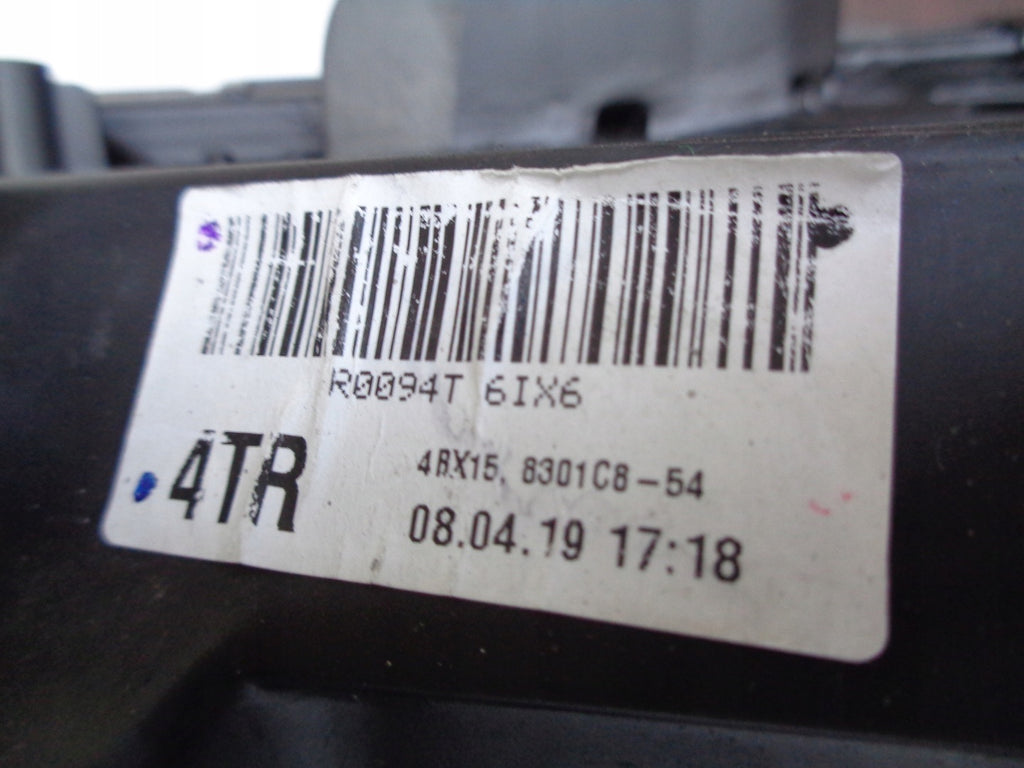 R0094T 6IX6
4TR
4RX15, 8301C8-54
08.04.19 17:18